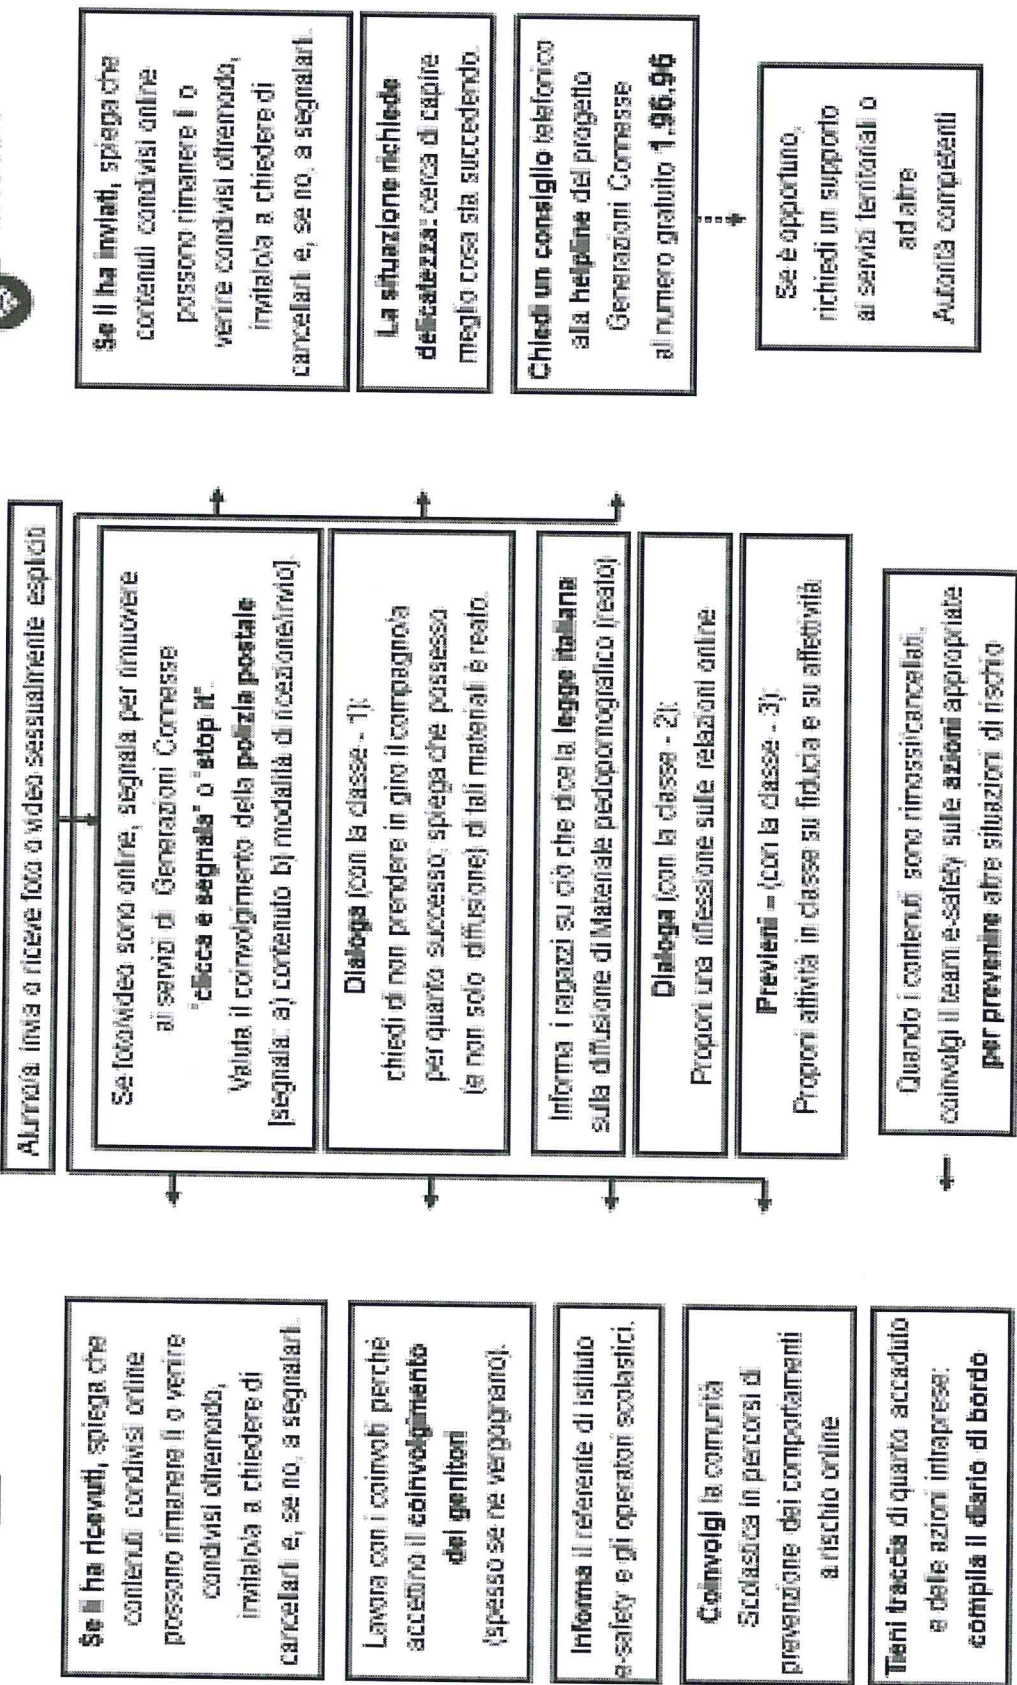 Alunno/a invia o riceve foto o video sessualmente espliciti
Se li ha ricevuti, spiega che
contenuti condivisi online
possono rimanere lì o venire
condivisi oltremodo,
invitalo/a a chiedere di
cancellarli e, se no, a segnalarli.
Lavora con i coinvolti perché
accettino il coinvolgimento
dei genitori
(spesso se ne vergognano).
Informa il referente di istituto
e-safety e gli operatori scolastici.
Coinvolgi la comunità
Scolastica in percorsi di
prevenzione dei comportamenti
a rischio online
Tieni traccia di quanto accaduto
e delle azioni intraprese:
compila il diario di bordo
Se foto/video sono online, segnala per rimuovere
ai servizi di Generazioni Connesse
"clicca e segnala" o "stop it".
Valuta il coinvolgimento della polizia postale
[segnala: a) contenuto b) modalità di ricezione/invio].
Dialoga (con la classe - 1):
chiedi di non prendere in giro il compagno/a
per quanto successo; spiega che possesso
(e non solo diffusione) di tali materiali è reato.
Informa i ragazzi su ciò che dice la legge italiana
sulla diffusione di Materiale pedopornografico (reato)
Dialoga (con la classe - 2):
Proponi una riflessione sulle relazioni online
Previeni – (con la classe - 3):
Proponi attività in classe su fiducia e su affettività
Quando i contenuti sono rimossi/cancellati,
coinvolgi il team e-safety sulle azioni appropriate
per prevenire altre situazioni di rischio
Se li ha inviati, spiega che
contenuti condivisi online
possono rimanere lì o
venire condivisi oltremodo,
invitalo/a a chiedere di
cancellarli e, se no, a segnalarli.
La situazione richiede
delicatezza: cerca di capire
meglio cosa sta succedendo.
Chiedi un consiglio telefonico
alla helpline del progetto
Generazioni Connesse
al numero gratuito 1.96.96
Se è opportuno,
richiedi un supporto
ai servizi territoriali o
ad altre
Autorità competenti